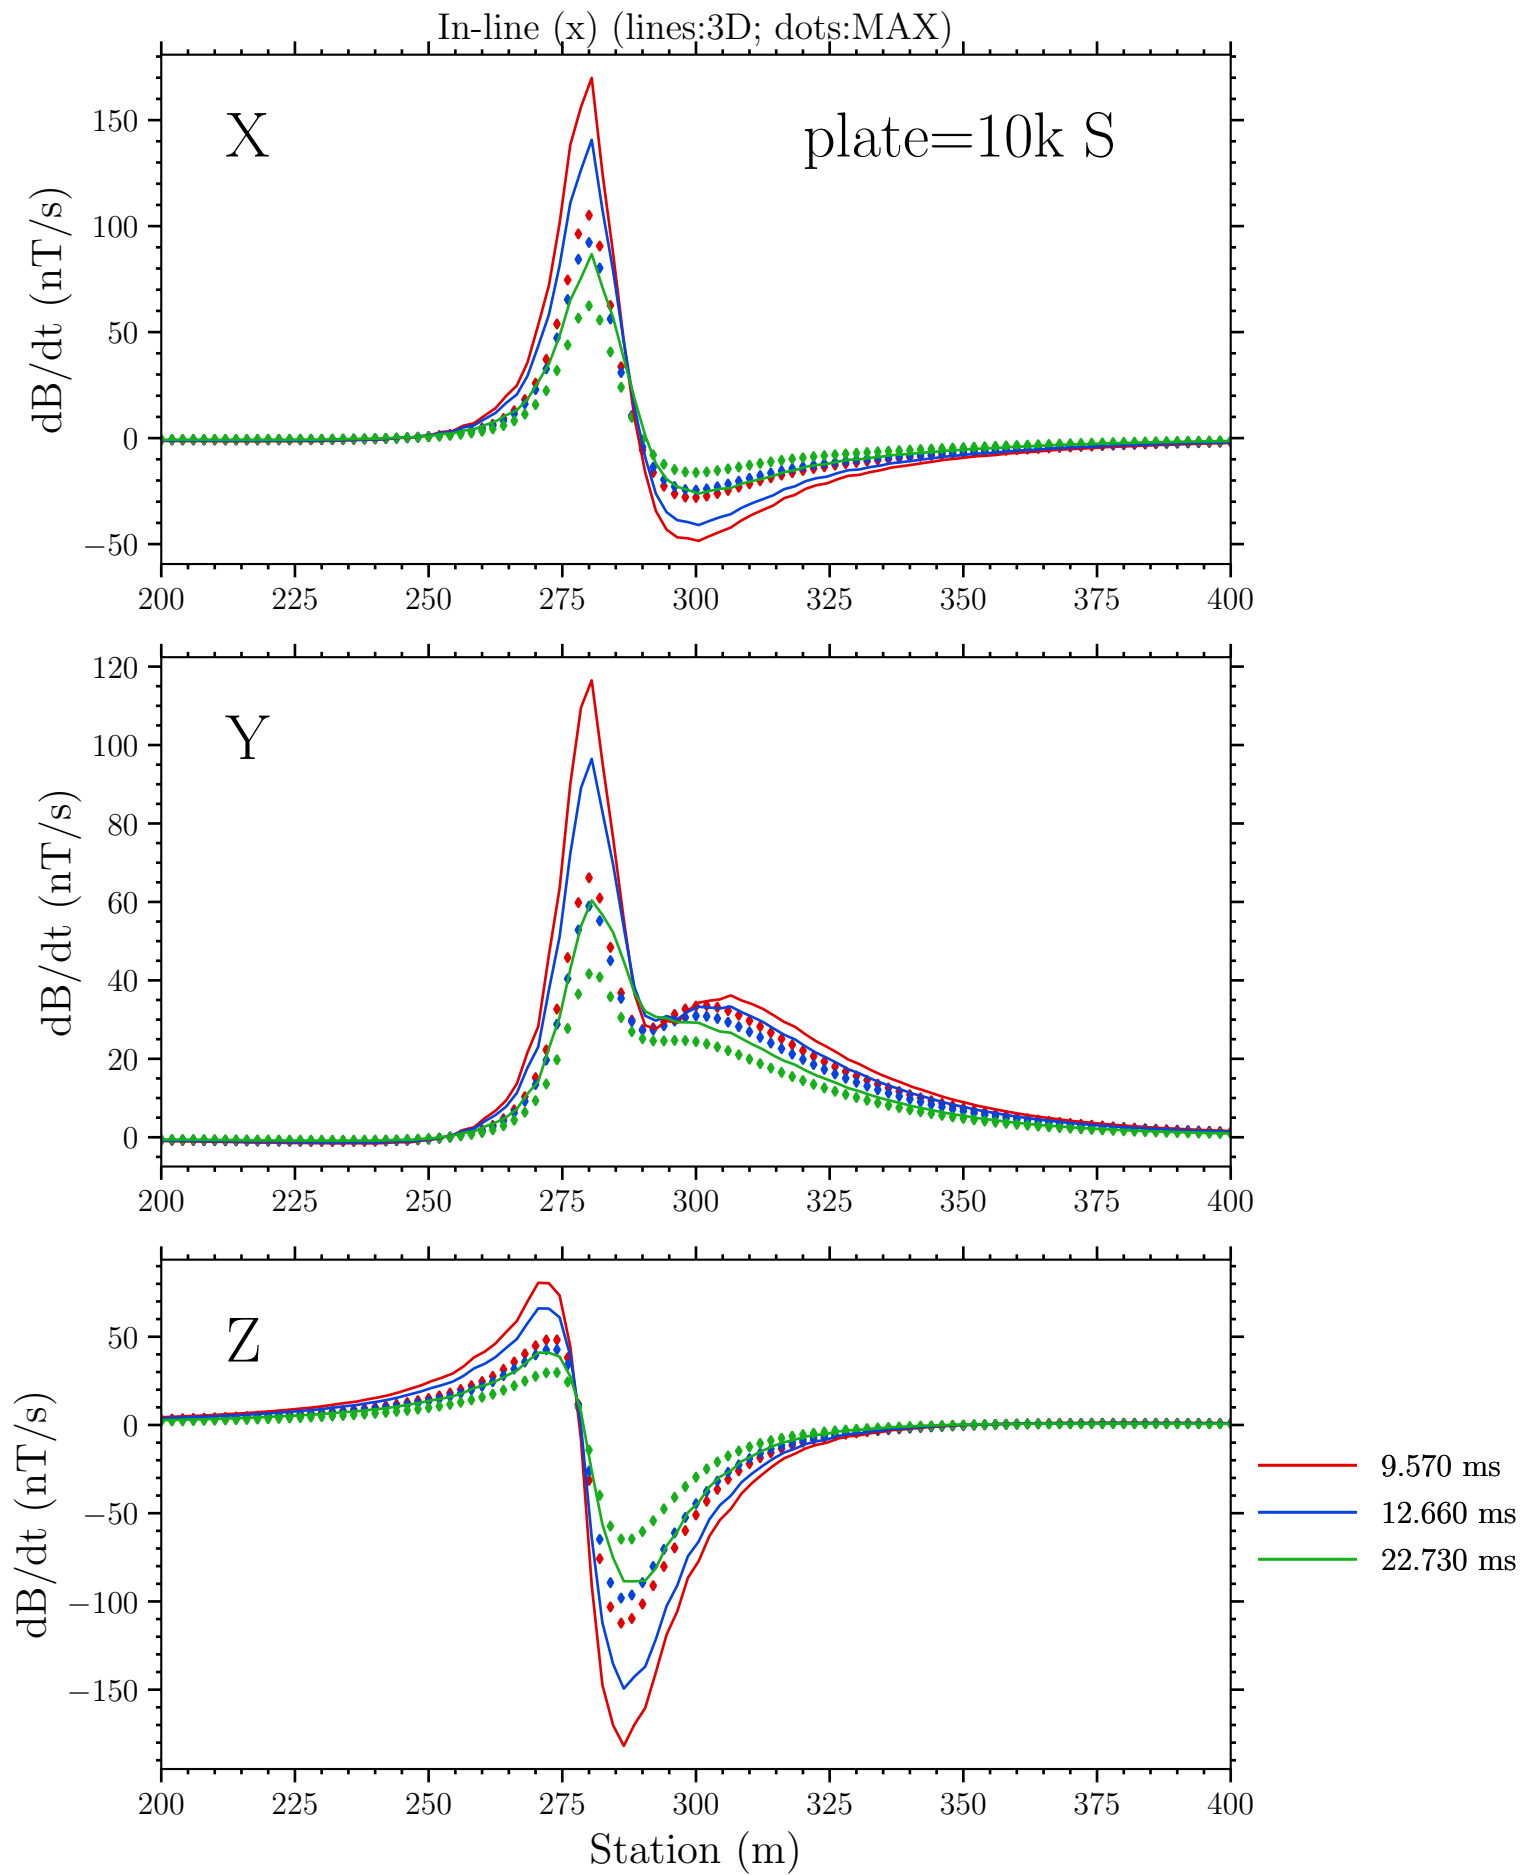 In-line (x) (lines:3D; dots:MAX)
X
plate=10k S
dB/dt (nT/s)
150
100
50
0
−50
200 225 250 275 300 325 350 375 400
Y
dB/dt (nT/s)
120
100
80
60
40
20
0
200 225 250 275 300 325 350 375 400
Z
dB/dt (nT/s)
50
0
−50
−100
−150
200 225 250 275 300 325 350 375 400
Station (m)
9.570 ms
12.660 ms
22.730 ms